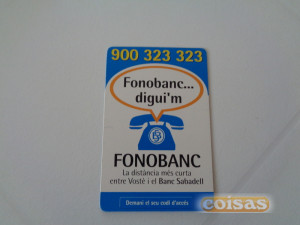 900 323 323
Fonobanc...
digui'm
FONOBANC
La distància més curta
entre Vostè i el Banc Sabadell
Demani el seu codi d'accés
coisas